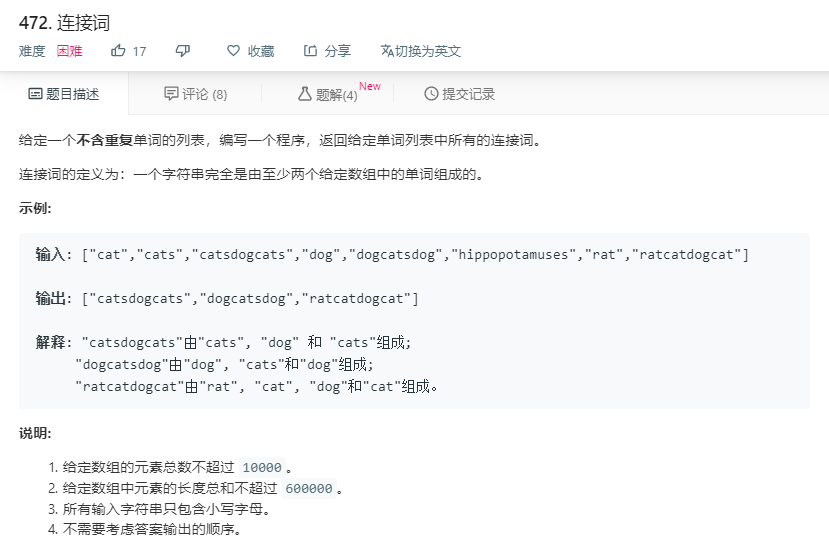 472. 连接词
难度 困难 17 收藏 分享 切换为英文
题目描述 评论 (8) 题解(4) New 提交记录
给定一个不含重复单词的列表，编写一个程序，返回给定单词列表中所有的连接词。
连接词的定义为：一个字符串完全是由至少两个给定数组中的单词组成的。
示例:
输入: ["cat","cats","catsdogcats","dog","dogcatsdog","hippopotamuses","rat","ratcatdogcat"]
输出: ["catsdogcats","dogcatsdog","ratcatdogcat"]
解释: "catsdogcats"由"cats", "dog" 和 "cats"组成;
"dogcatsdog"由"dog", "cats"和"dog"组成;
"ratcatdogcat"由"rat", "cat", "dog"和"cat"组成。
说明:
1. 给定数组的元素总数不超过 10000 。
2. 给定数组中元素的长度总和不超过 600000 。
3. 所有输入字符串只包含小写字母。
4. 不需要考虑答案输出的顺序。